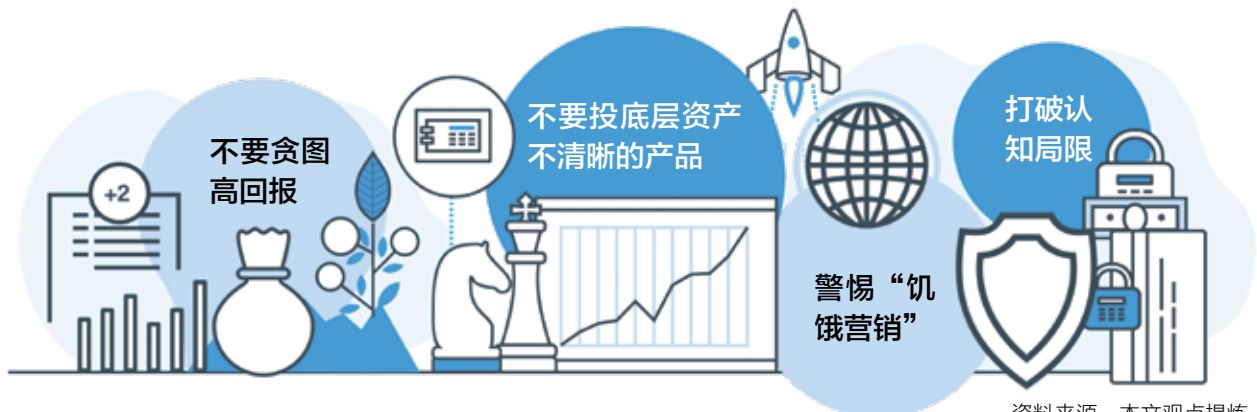 +2
不要贪图
高回报
不要投底层资产
不清晰的产品
警惕“饥
饿营销”
打破认
知局限